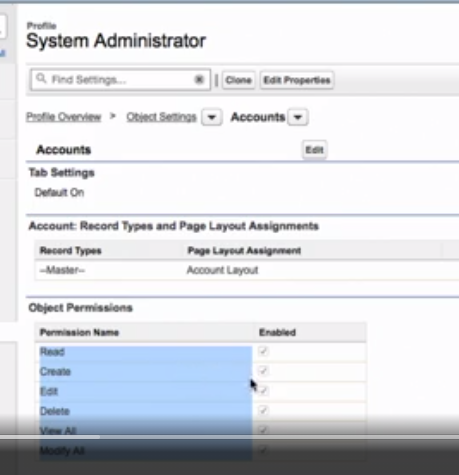 Profile
System Administrator
Find Settings... Clone Edit Properties
Profile Overview > Object Settings Accounts
Accounts Edit
Tab Settings
Default On
Account: Record Types and Page Layout Assignments
Record Types Page Layout Assignment
--Master-- Account Layout
Object Permissions
Permission Name Enabled
Read
Create
Edit
Delete
View All
Modify All